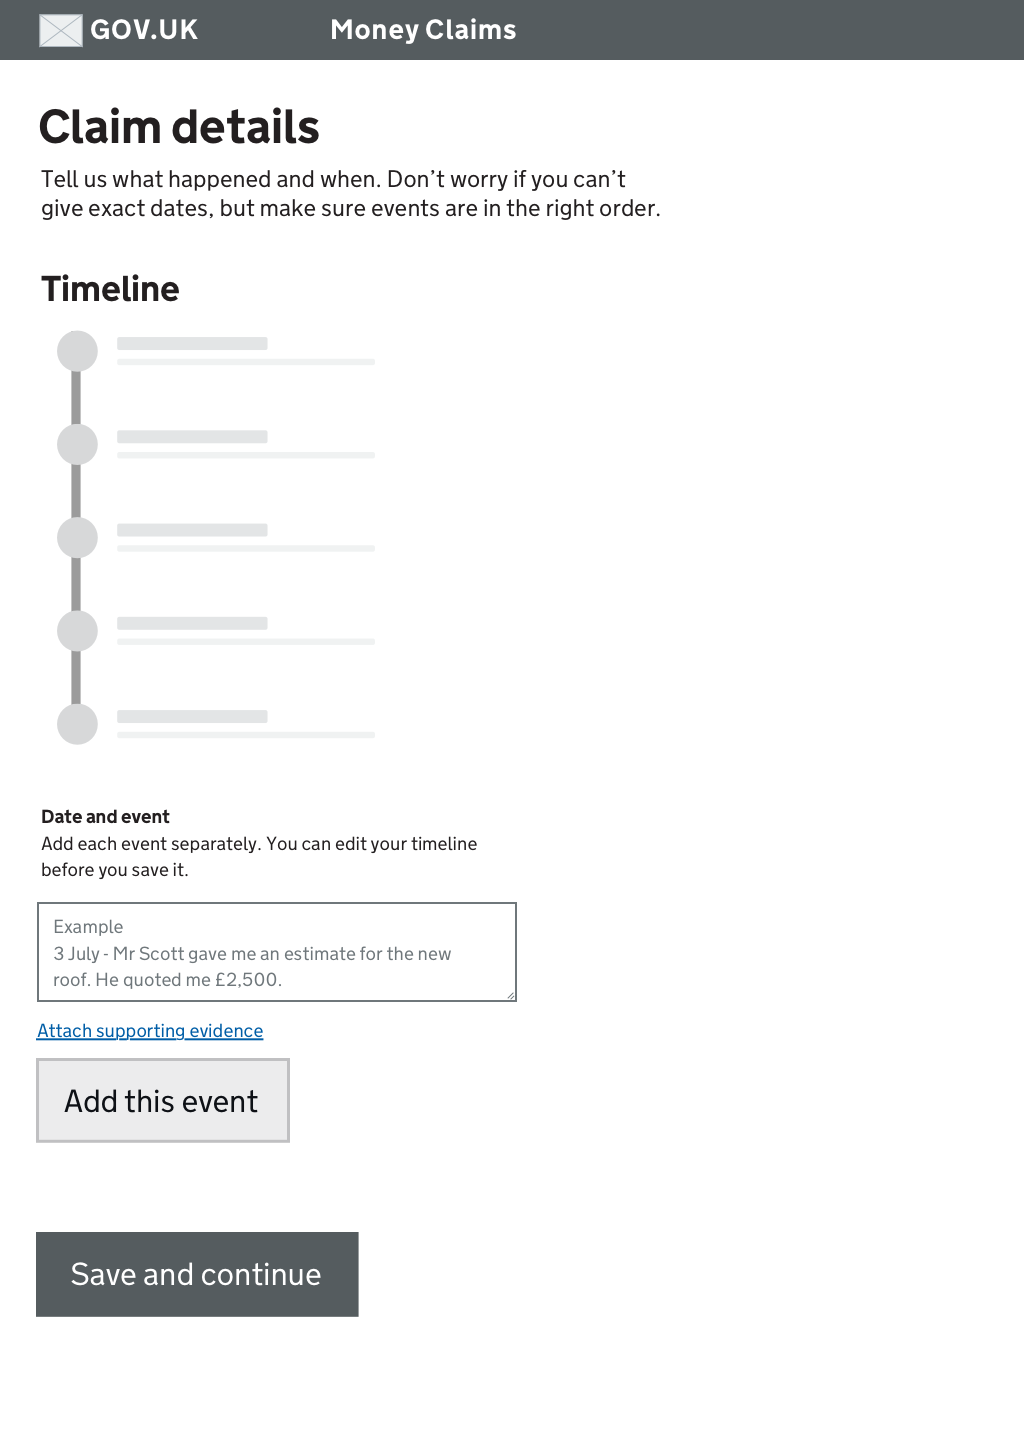 GOV.UK
Money Claims
Claim details
Tell us what happened and when. Don’t worry if you can’t
give exact dates, but make sure events are in the right order.
Timeline
Date and event
Add each event separately. You can edit your timeline
before you save it.
Example
3 July - Mr Scott gave me an estimate for the new
roof. He quoted me £2,500.
Attach supporting evidence
Add this event
Save and continue